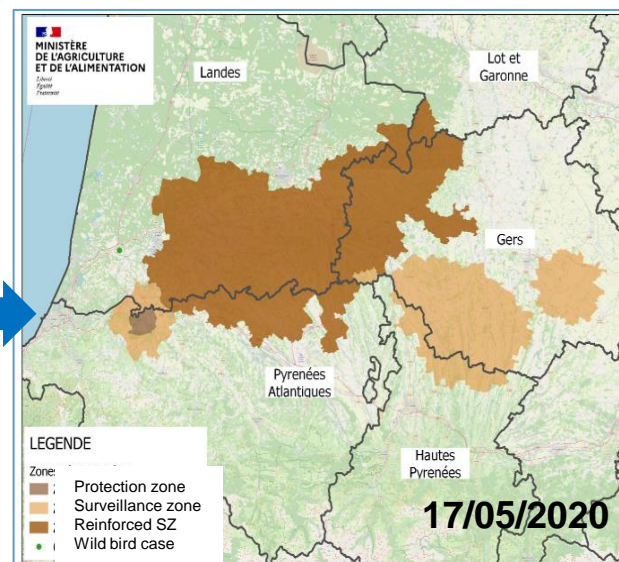 MINISTÈRE
DE L'AGRICULTURE
ET DE L'ALIMENTATION
Liberté
Égalité
Fraternité
Landes
Lot et
Garonne
Gers
Pyrenées
Atlantiques
Hautes
Pyrenées
LEGENDE
Zones
Protection zone
Surveillance zone
Reinforced SZ
Wild bird case
17/05/2020